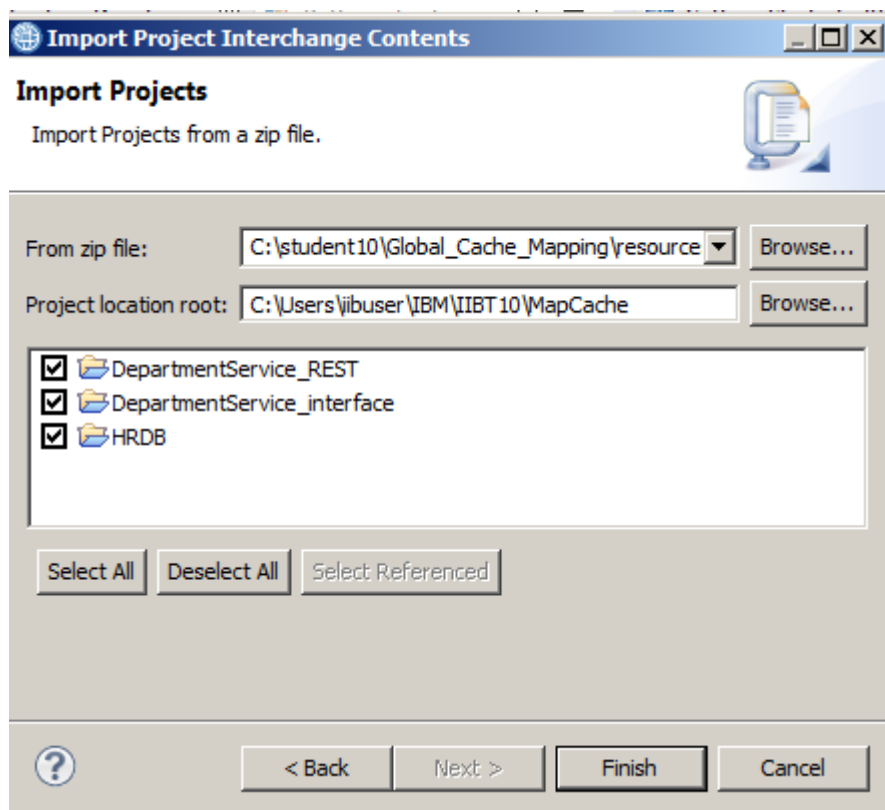 Import Project Interchange Contents
Import Projects
Import Projects from a zip file.
From zip file: C:\student10\Global_Cache_Mapping\resource Browse...
Project location root: C:\Users\iibuser\IBM\IIBT10\MapCache Browse...
DepartmentService_REST
DepartmentService_interface
HRDB
Select All Deselect All Select Referenced
? < Back Next > Finish Cancel